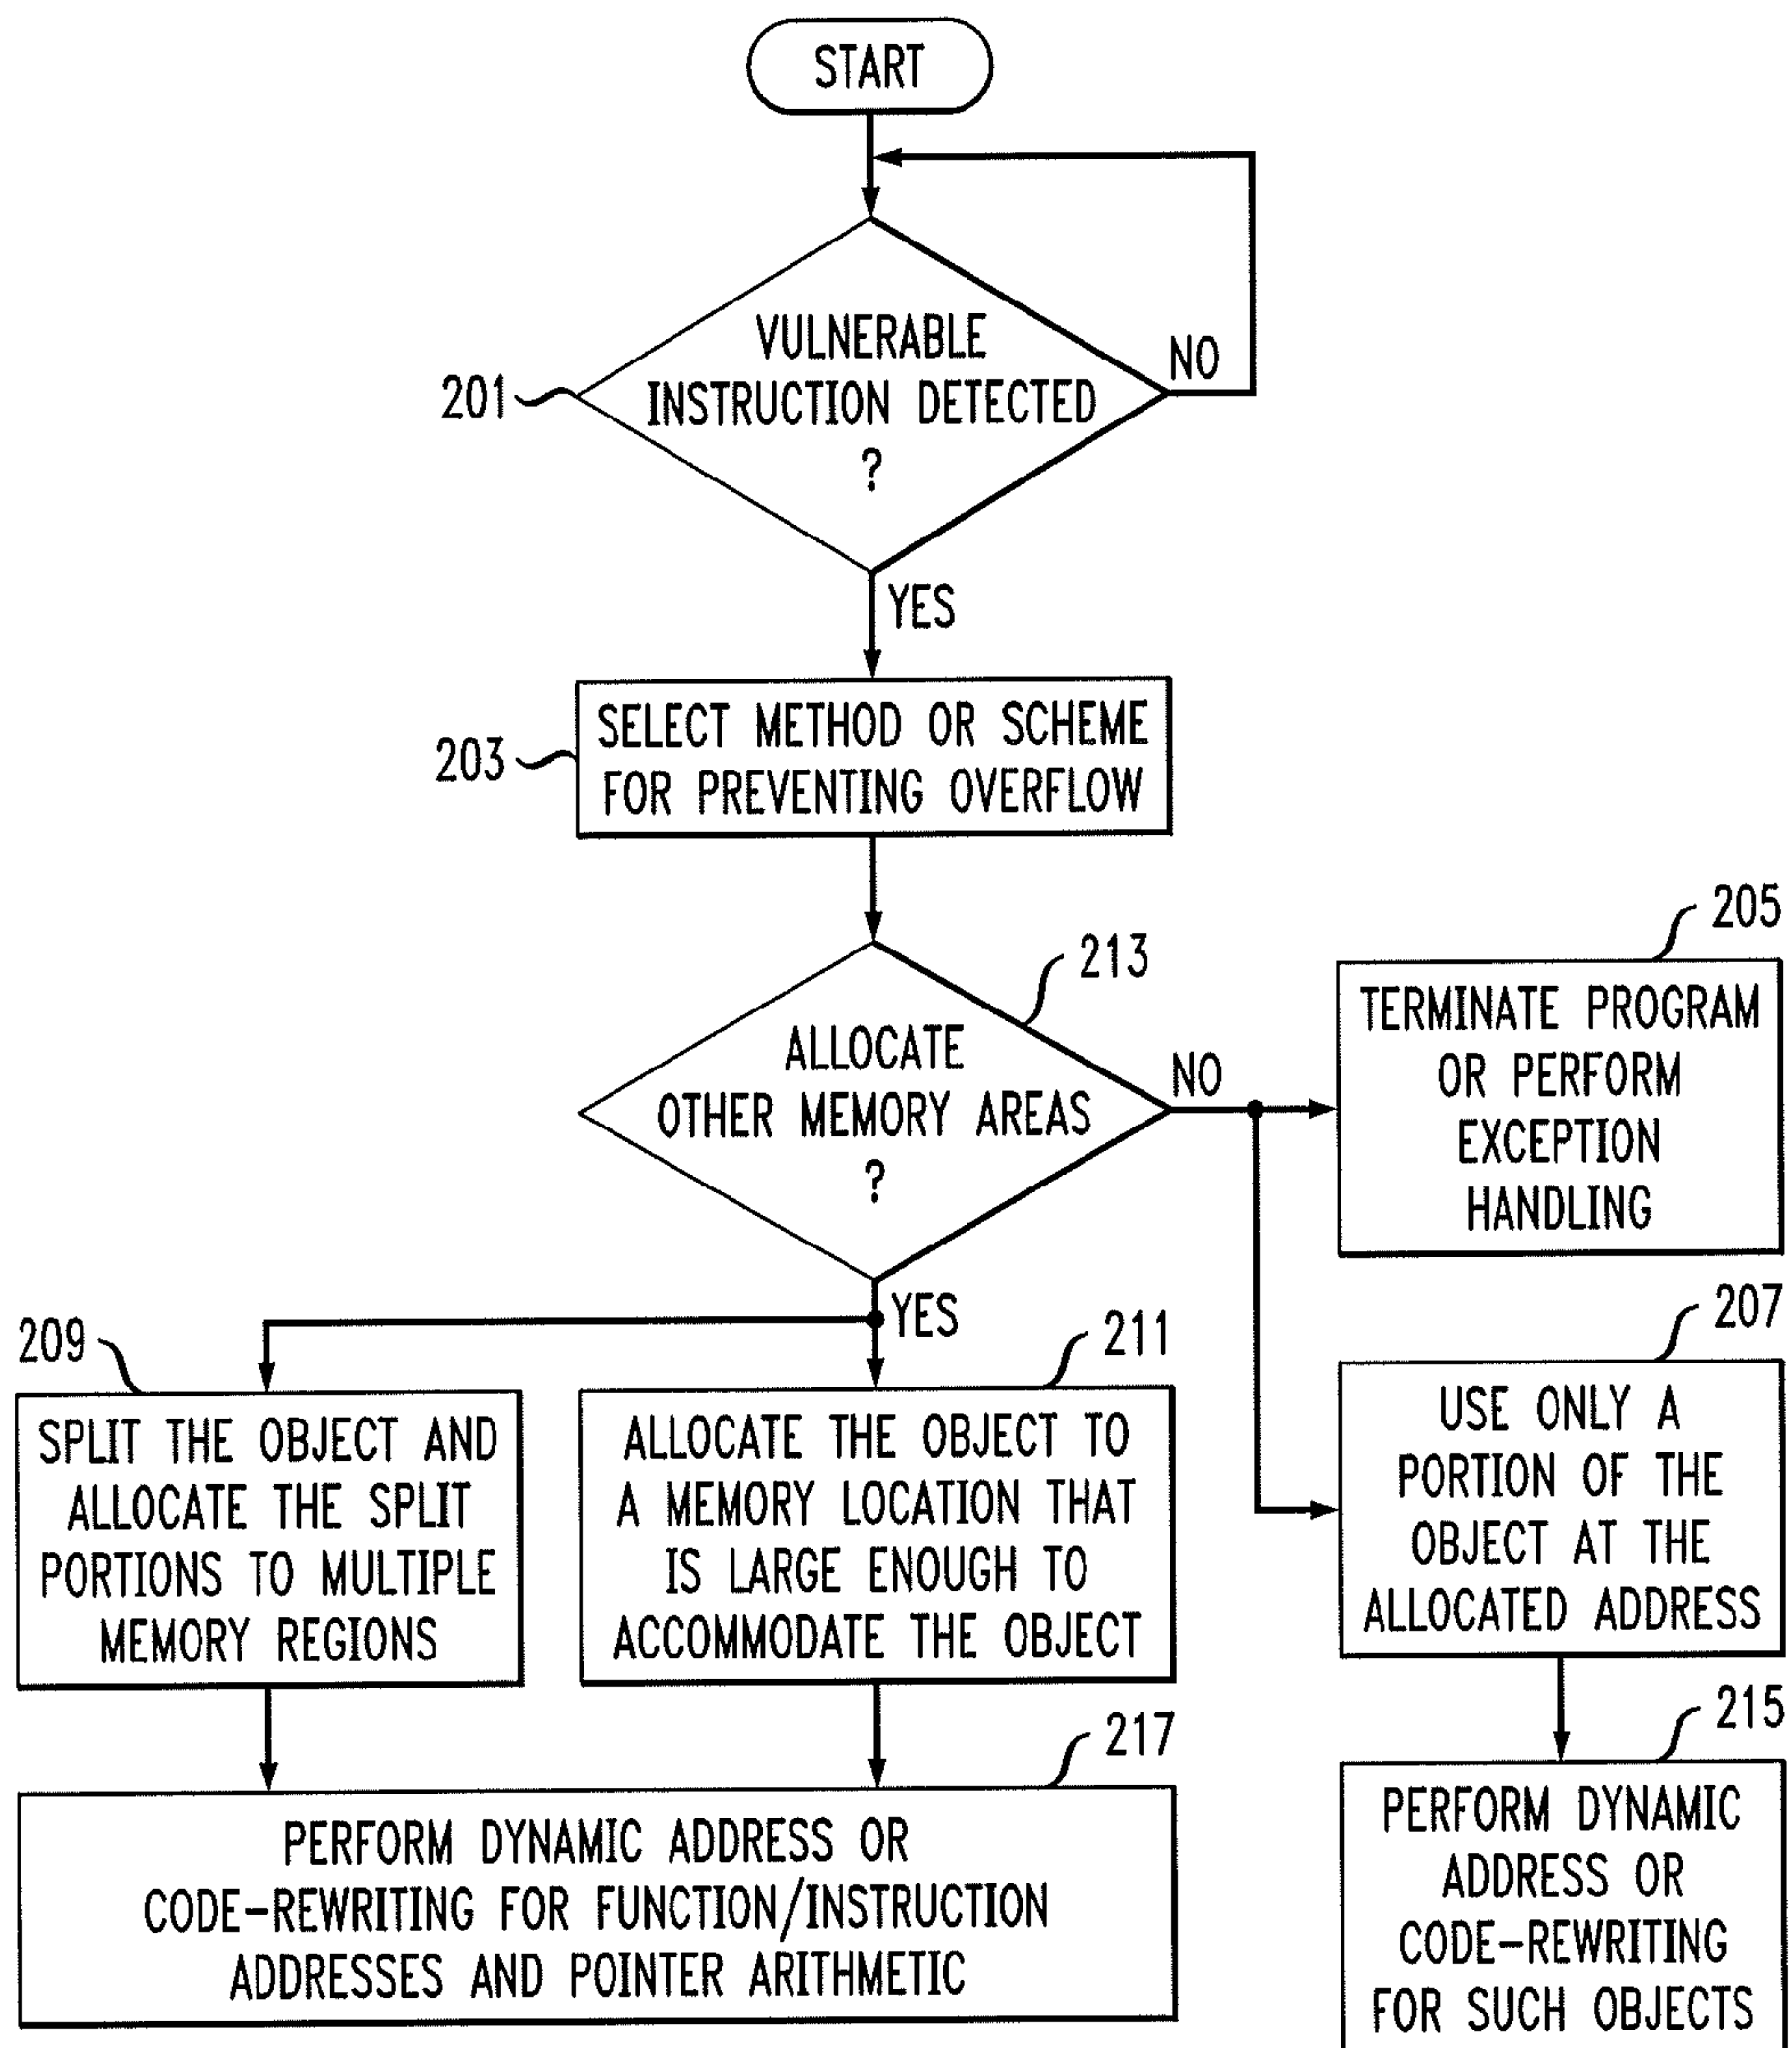 START
VULNERABLE
INSTRUCTION DETECTED
?
NO
201
YES
SELECT METHOD OR SCHEME
FOR PREVENTING OVERFLOW
203
213
ALLOCATE
OTHER MEMORY AREAS
?
NO
205
TERMINATE PROGRAM
OR PERFORM
EXCEPTION
HANDLING
YES
209
SPLIT THE OBJECT AND
ALLOCATE THE SPLIT
PORTIONS TO MULTIPLE
MEMORY REGIONS
211
ALLOCATE THE OBJECT TO
A MEMORY LOCATION THAT
IS LARGE ENOUGH TO
ACCOMMODATE THE OBJECT
207
USE ONLY A
PORTION OF THE
OBJECT AT THE
ALLOCATED ADDRESS
217
PERFORM DYNAMIC ADDRESS OR
CODE-REWRITING FOR FUNCTION/INSTRUCTION
ADDRESSES AND POINTER ARITHMETIC
215
PERFORM DYNAMIC
ADDRESS OR
CODE-REWRITING
FOR SUCH OBJECTS